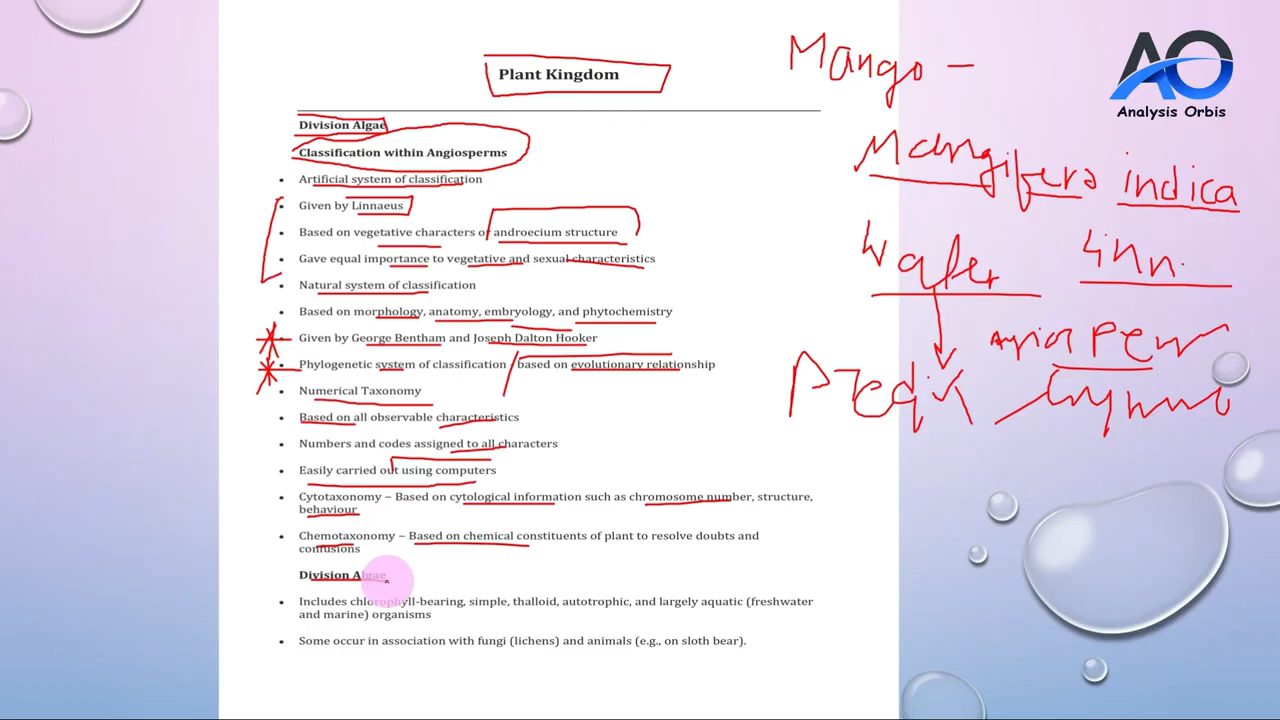 Plant Kingdom
Division Algae
Classification within Angiosperms
• Artificial system of classification
• Given by Linnaeus
• Based on vegetative characters or androecium structure
• Gave equal importance to vegetative and sexual characteristics
• Natural system of classification
• Based on morphology, anatomy, embryology, and phytochemistry
• Given by George Bentham and Joseph Dalton Hooker
• Phylogenetic system of classification based on evolutionary relationship
• Numerical Taxonomy
• Based on all observable characteristics
• Numbers and codes assigned to all characters
• Easily carried out using computers
• Cytotaxonomy – Based on cytological information such as chromosome number, structure,
behaviour
• Chemotaxonomy – Based on chemical constituents of plant to resolve doubts and
confusions
Division Algae
• Includes chlorophyll-bearing, simple, thalloid, autotrophic, and largely aquatic (freshwater
and marine) organisms
• Some occur in association with fungi (lichens) and animals (e.g., on sloth bear).
Mango –
Mangifera indica
Linn.
AO
Analysis Orbis